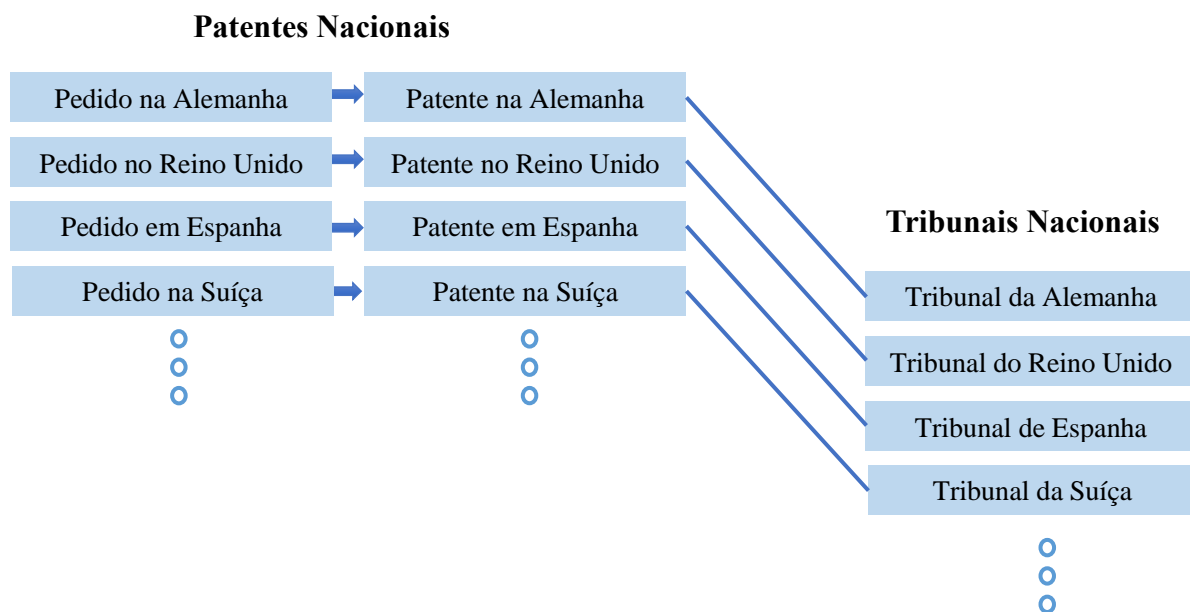 Patentes Nacionais
Pedido na Alemanha
Patente na Alemanha
Pedido no Reino Unido
Patente no Reino Unido
Pedido em Espanha
Patente em Espanha
Pedido na Suíça
Patente na Suíça
Tribunais Nacionais
Tribunal da Alemanha
Tribunal do Reino Unido
Tribunal de Espanha
Tribunal da Suíça